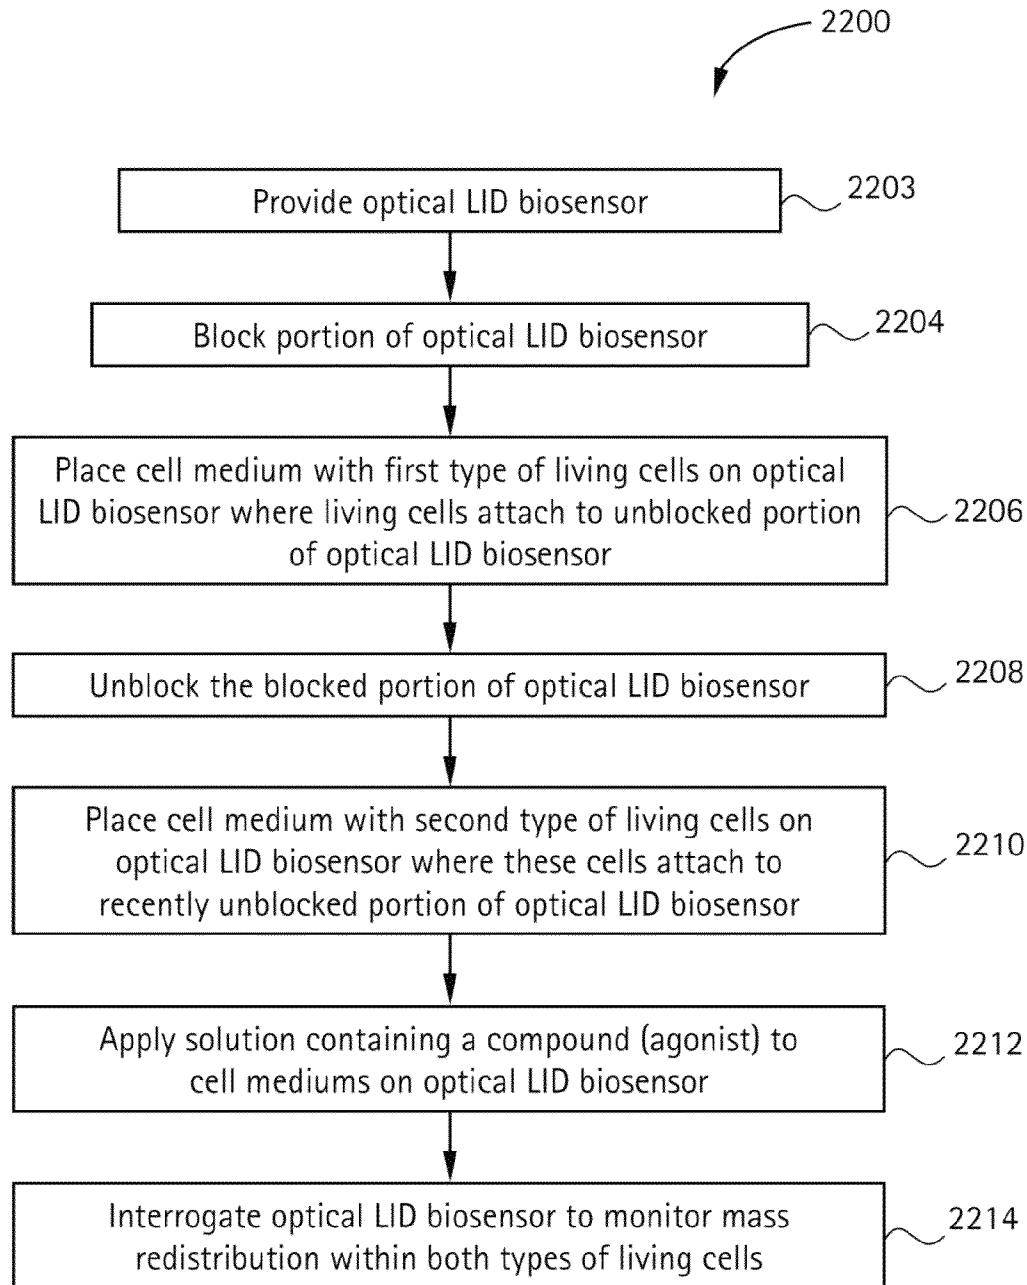 2200
Provide optical LID biosensor
2203
Block portion of optical LID biosensor
2204
Place cell medium with first type of living cells on optical
LID biosensor where living cells attach to unblocked portion
of optical LID biosensor
2206
Unblock the blocked portion of optical LID biosensor
2208
Place cell medium with second type of living cells on
optical LID biosensor where these cells attach to
recently unblocked portion of optical LID biosensor
2210
Apply solution containing a compound (agonist) to
cell mediums on optical LID biosensor
2212
Interrogate optical LID biosensor to monitor mass
redistribution within both types of living cells
2214